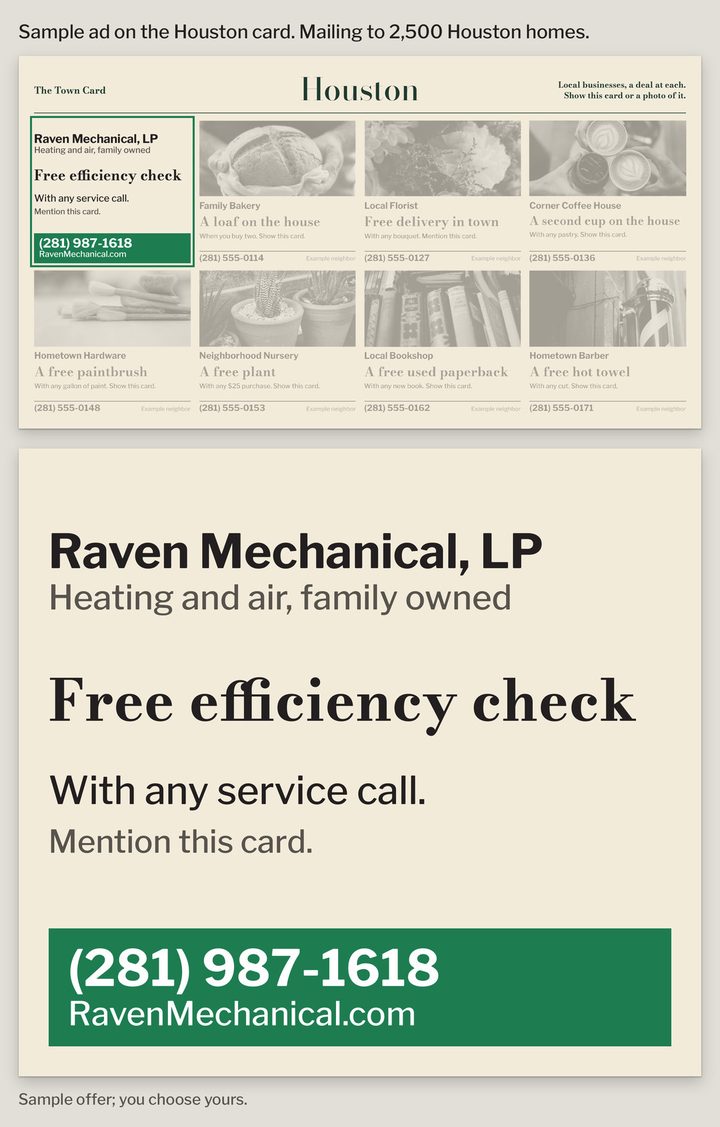 Sample ad on the Houston card. Mailing to 2,500 Houston homes.
The Town Card
Houston
Local businesses, a deal at each.
Show this card or a photo of it.
Raven Mechanical, LP
Heating and air, family owned
Free efficiency check
With any service call.
Mention this card.
(281) 987-1618
RavenMechanical.com
Family Bakery
A loaf on the house
When you buy two. Show this card.
(281) 555-0114
Example neighbor
Local Florist
Free delivery in town
With any bouquet. Mention this card.
(281) 555-0127
Corner Coffee House
A second cup on the house
With any pastry. Show this card.
(281) 555-0136
Example neighbor
Hometown Hardware
A free paintbrush
With any gallon of paint. Show this card.
(281) 555-0148
Example neighbor
Neighborhood Nursery
A free plant
With any $25 purchase. Show this card.
(281) 555-0153
Example neighbor
Local Bookshop
A free used paperback
With any new book. Show this card.
(281) 555-0162
Example neighbor
Hometown Barber
A free hot towel
With any cut. Show this card.
(281) 555-0171
Example neighbor
Raven Mechanical, LP
Heating and air, family owned
Free efficiency check
With any service call.
Mention this card.
(281) 987-1618
RavenMechanical.com
Sample offer; you choose yours.